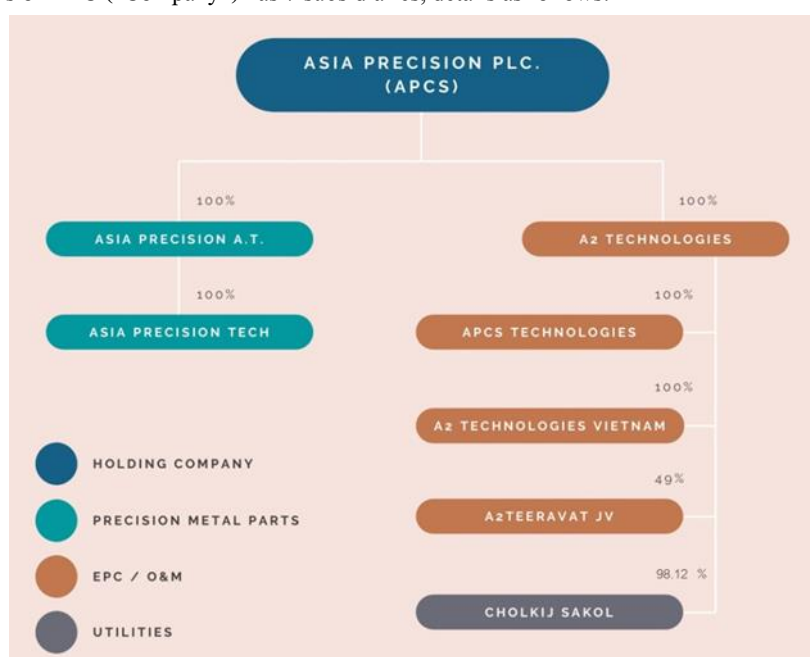 ASIA PRECISION PLC.
(APCS)
100%
100%
ASIA PRECISION A.T.
A2 TECHNOLOGIES
100%
100%
ASIA PRECISION TECH
APCS TECHNOLOGIES
100%
A2 TECHNOLOGIES VIETNAM
HOLDING COMPANY
49%
PRECISION METAL PARTS
A2TEERAVAT JV
EPC / O&M
98.12 %
CHOLKIJ SAKOL
UTILITIES